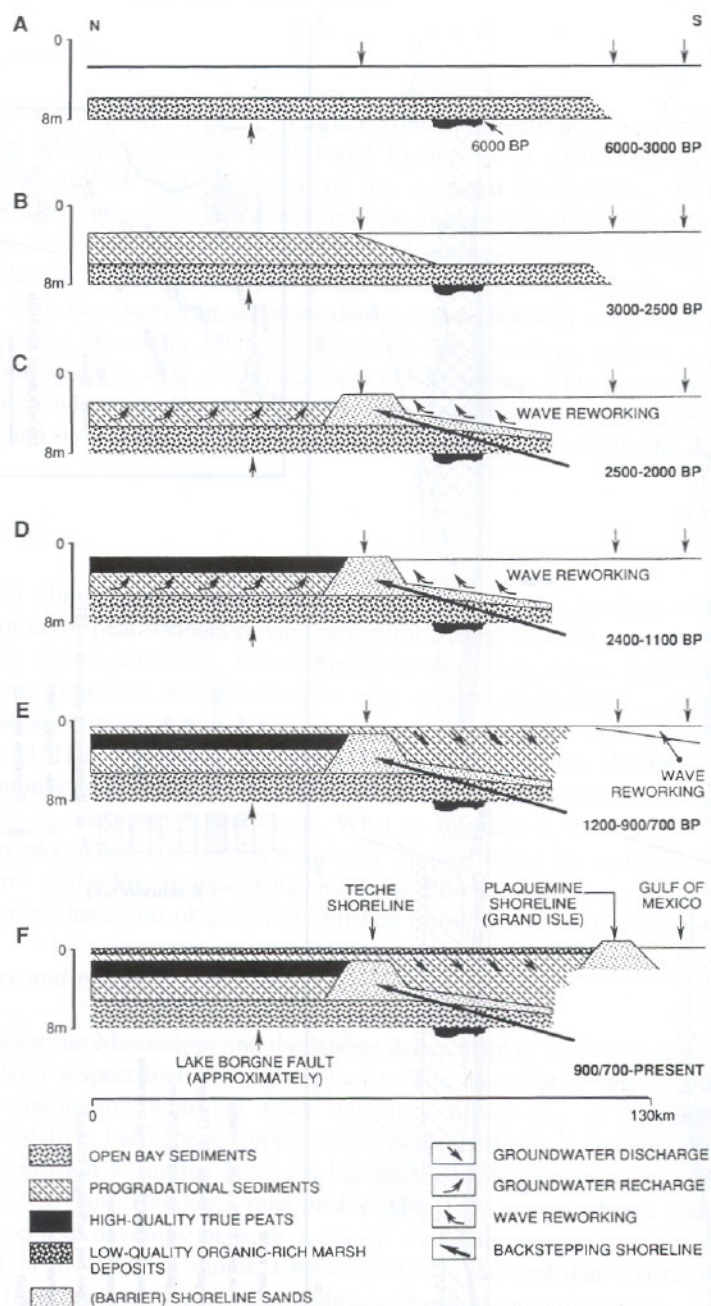 A
N
S
0
8m
6000 BP
6000-3000 BP
B
0
8m
3000-2500 BP
C
0
WAVE REWORKING
8m
2500-2000 BP
D
0
WAVE REWORKING
8m
2400-1100 BP
E
0
WAVE
REWORKING
8m
1200-900/700 BP
TECHE
SHORELINE
PLAQUEMINE
SHORELINE
(GRAND ISLE)
GULF OF
MEXICO
F
0
8m
LAKE BORGNE FAULT
(APPROXIMATELY)
900/700-PRESENT
0
130km
OPEN BAY SEDIMENTS
PROGRADATIONAL SEDIMENTS
HIGH-QUALITY TRUE PEATS
LOW-QUALITY ORGANIC-RICH MARSH
DEPOSITS
(BARRIER) SHORELINE SANDS
GROUNDWATER DISCHARGE
GROUNDWATER RECHARGE
WAVE REWORKING
BACKSTEPPING SHORELINE